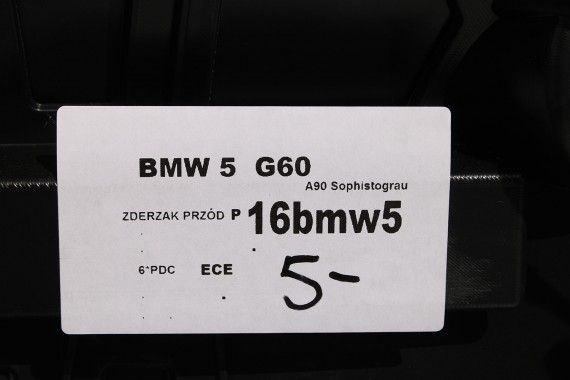 BMW 5 G60
A90 Sophistograu
ZDERZAK PRZÓD P 16bmw5
6*PDC ECE 5-